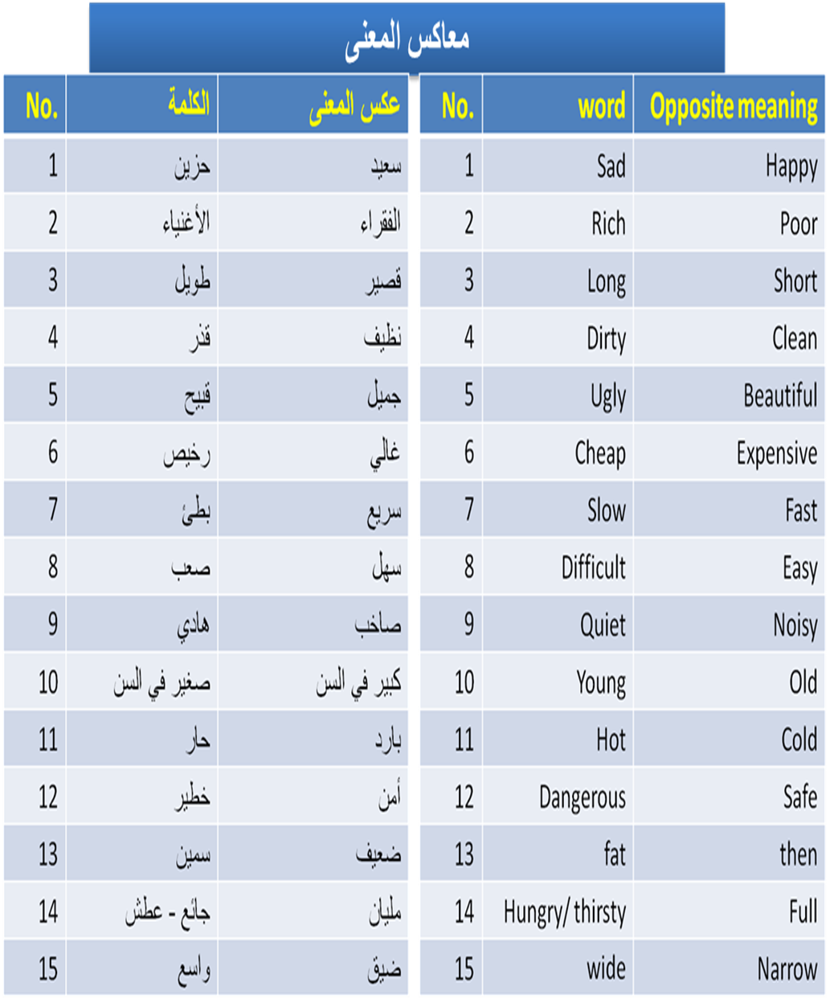 معاكس المعنى
No. الكلمة عكس المعنى No. word Opposite meaning
1 حزين سعيد 1 Sad Happy
2 الأغنياء الفقراء 2 Rich Poor
3 طويل قصير 3 Long Short
4 قذر نظيف 4 Dirty Clean
5 قبيح جميل 5 Ugly Beautiful
6 رخيص غالي 6 Cheap Expensive
7 بطئ سريع 7 Slow Fast
8 صعب سهل 8 Difficult Easy
9 هادي صاخب 9 Quiet Noisy
10 صغير في السن كبير في السن 10 Young Old
11 حار بارد 11 Hot Cold
12 خطير أمن 12 Dangerous Safe
13 سمين ضعيف 13 fat then
14 جائع - عطش مليان 14 Hungry/ thirsty Full
15 واسع ضيق 15 wide Narrow